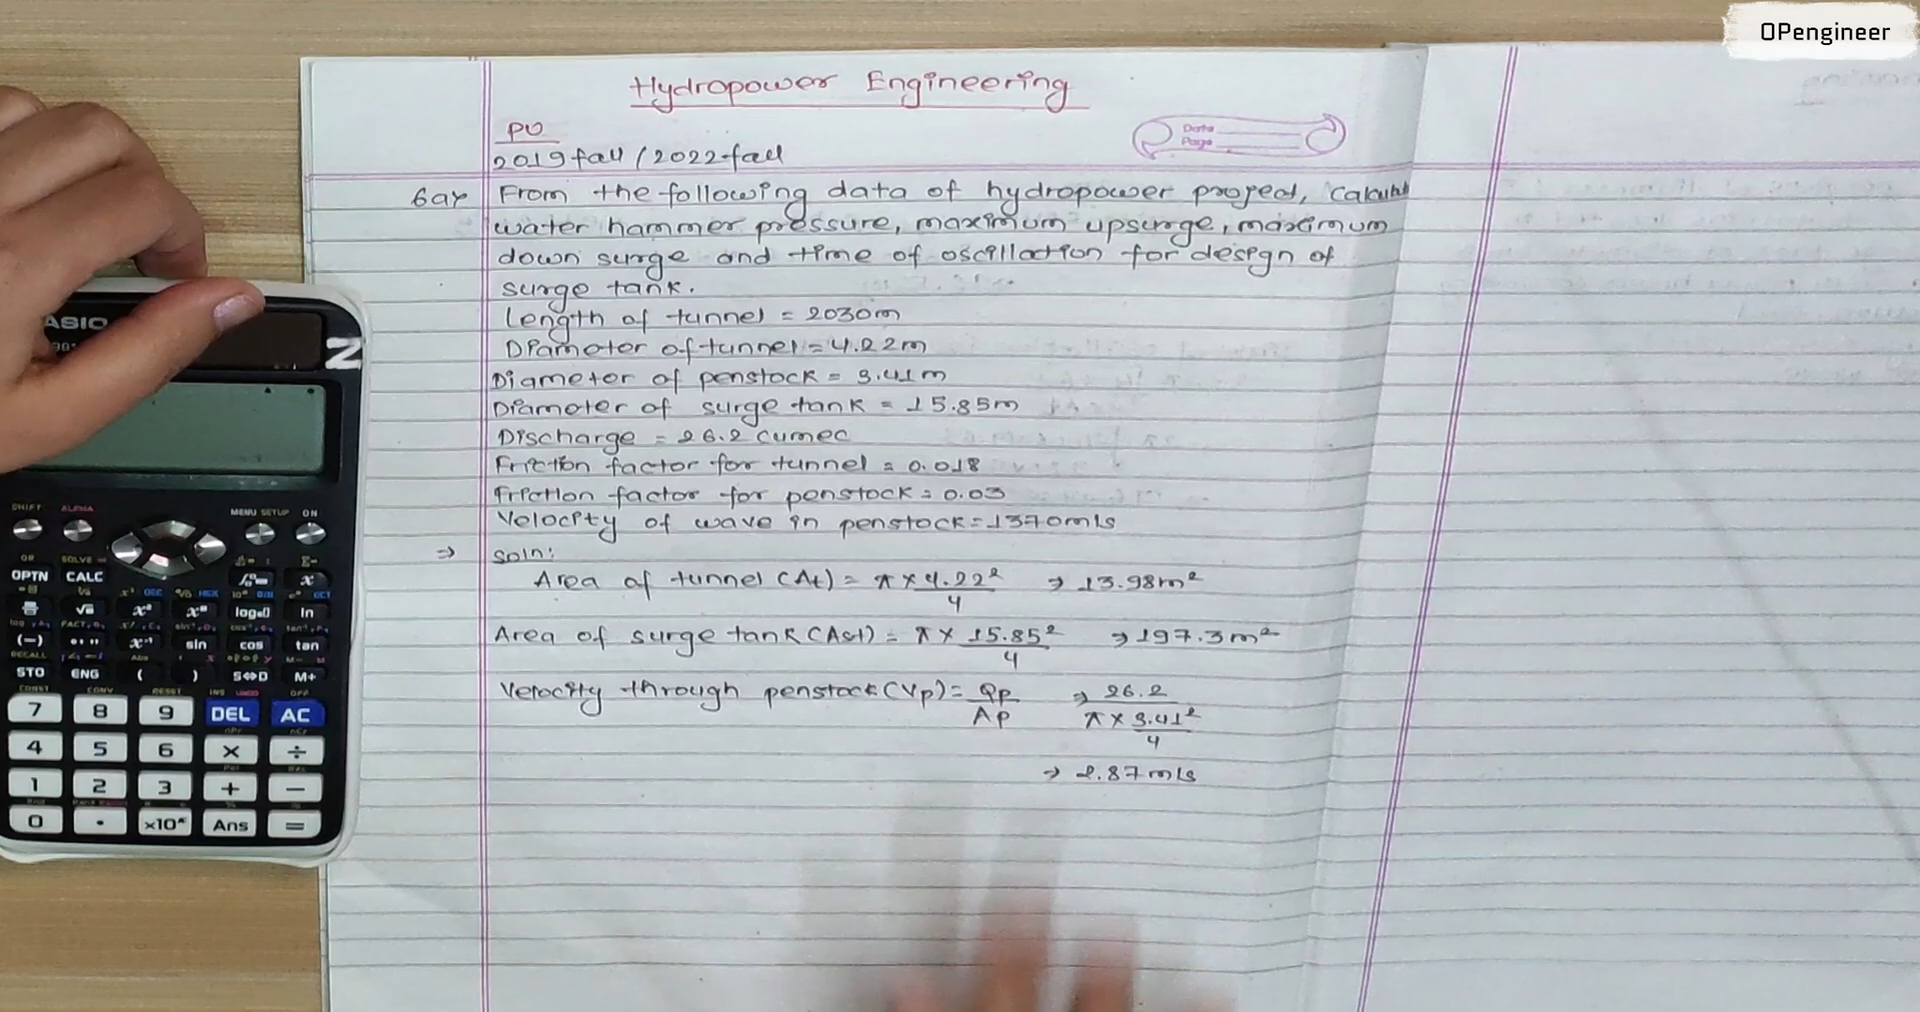 OPengineer
Hydropower Engineering
PU
2019 fall / 2022 fall
Date
Page
6a> From the following data of hydropower project, Calculate
water hammer pressure, maximum upsurge, maximum
down surge and time of oscillation for design of
surge tank.
Length of tunnel = 2030m
Diameter of tunnel = 4.22m
Diameter of penstock = 3.41m
Diameter of surge tank = 15.85m
Discharge = 26.2 cumec
Friction factor for tunnel = 0.018
friction factor for penstock = 0.03
Velocity of wave in penstock = 1370m/s
⇒ Soln:
Area of tunnel (At) = π × 4.22² / 4 ⇒ 13.98m²
Area of surge tank (Ast) = π × 15.85² / 4 ⇒ 197.3m²
Velocity through penstock (Vp) = Qp / Ap ⇒ 26.2 / π × 3.41² / 4
⇒ 2.87m/s
ASIO
SHIFT ALPHA MENU SETUP ON
OPTN CALC x
SOLVE
x² log ln
(-) x⁻¹ sin cos tan
RECALL
STO ENG ( ) S⇔D M+
7 8 9 DEL AC
4 5 6 × ÷
1 2 3 + −
0 . ×10ˣ Ans =